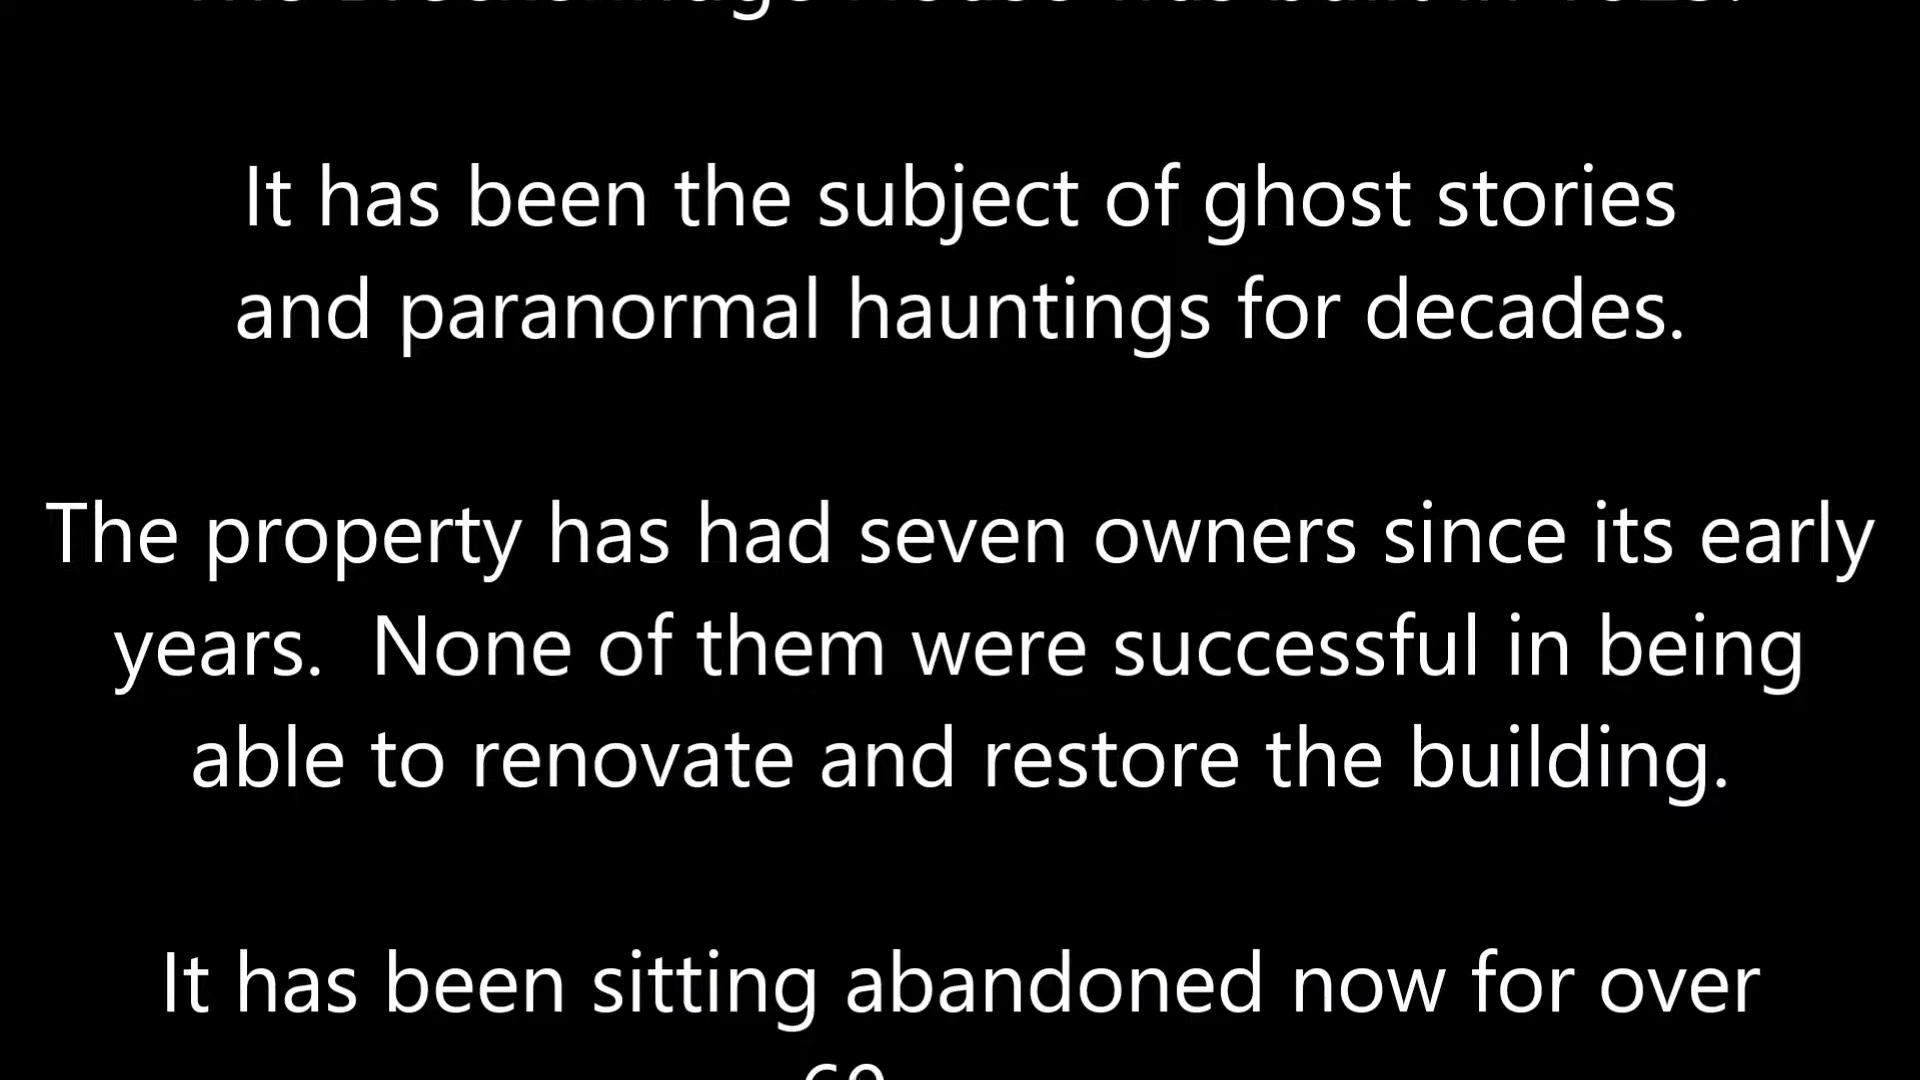 It has been the subject of ghost stories
and paranormal hauntings for decades.
The property has had seven owners since its early
years.  None of them were successful in being
able to renovate and restore the building.
It has been sitting abandoned now for over